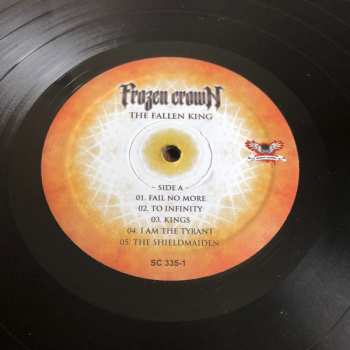 Frozen crowN
THE FALLEN KING
– SIDE A –
01. FAIL NO MORE
02. TO INFINITY
03. KINGS
04. I AM THE TYRANT
05. THE SHIELDMAIDEN
SC 335-1